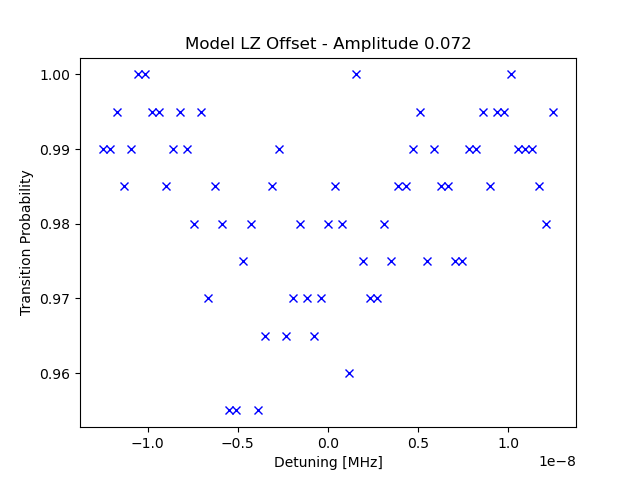 Model LZ Offset - Amplitude 0.072
1.00
0.99
0.98
0.97
0.96
Transition Probability
−1.0 −0.5 0.0 0.5 1.0
1e−8
Detuning [MHz]